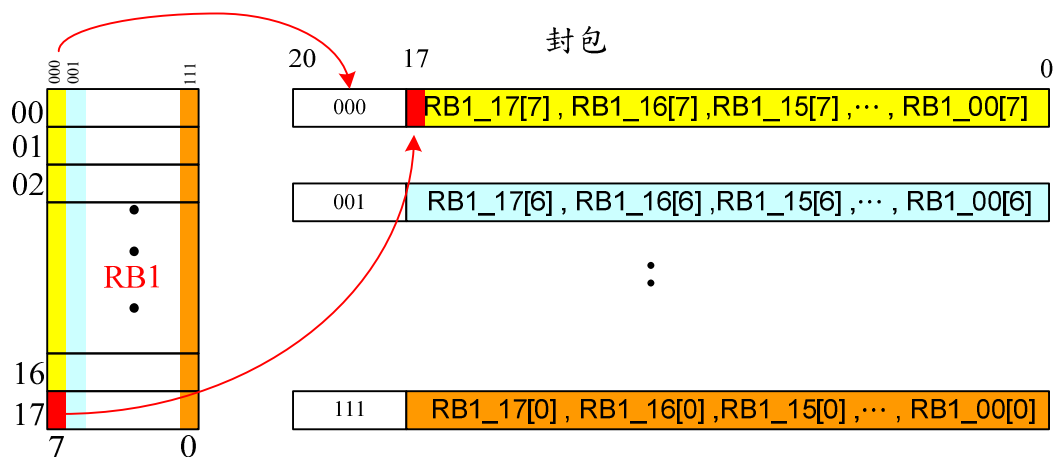 封包
20 17 0
000 001 111
00 000 RB1_17[7] , RB1_16[7] ,RB1_15[7] ,⋯ , RB1_00[7]
01
02 001 RB1_17[6] , RB1_16[6] ,RB1_15[6] ,⋯ , RB1_00[6]
RB1
16
17 111 RB1_17[0] , RB1_16[0] ,RB1_15[0] ,⋯ , RB1_00[0]
7 0